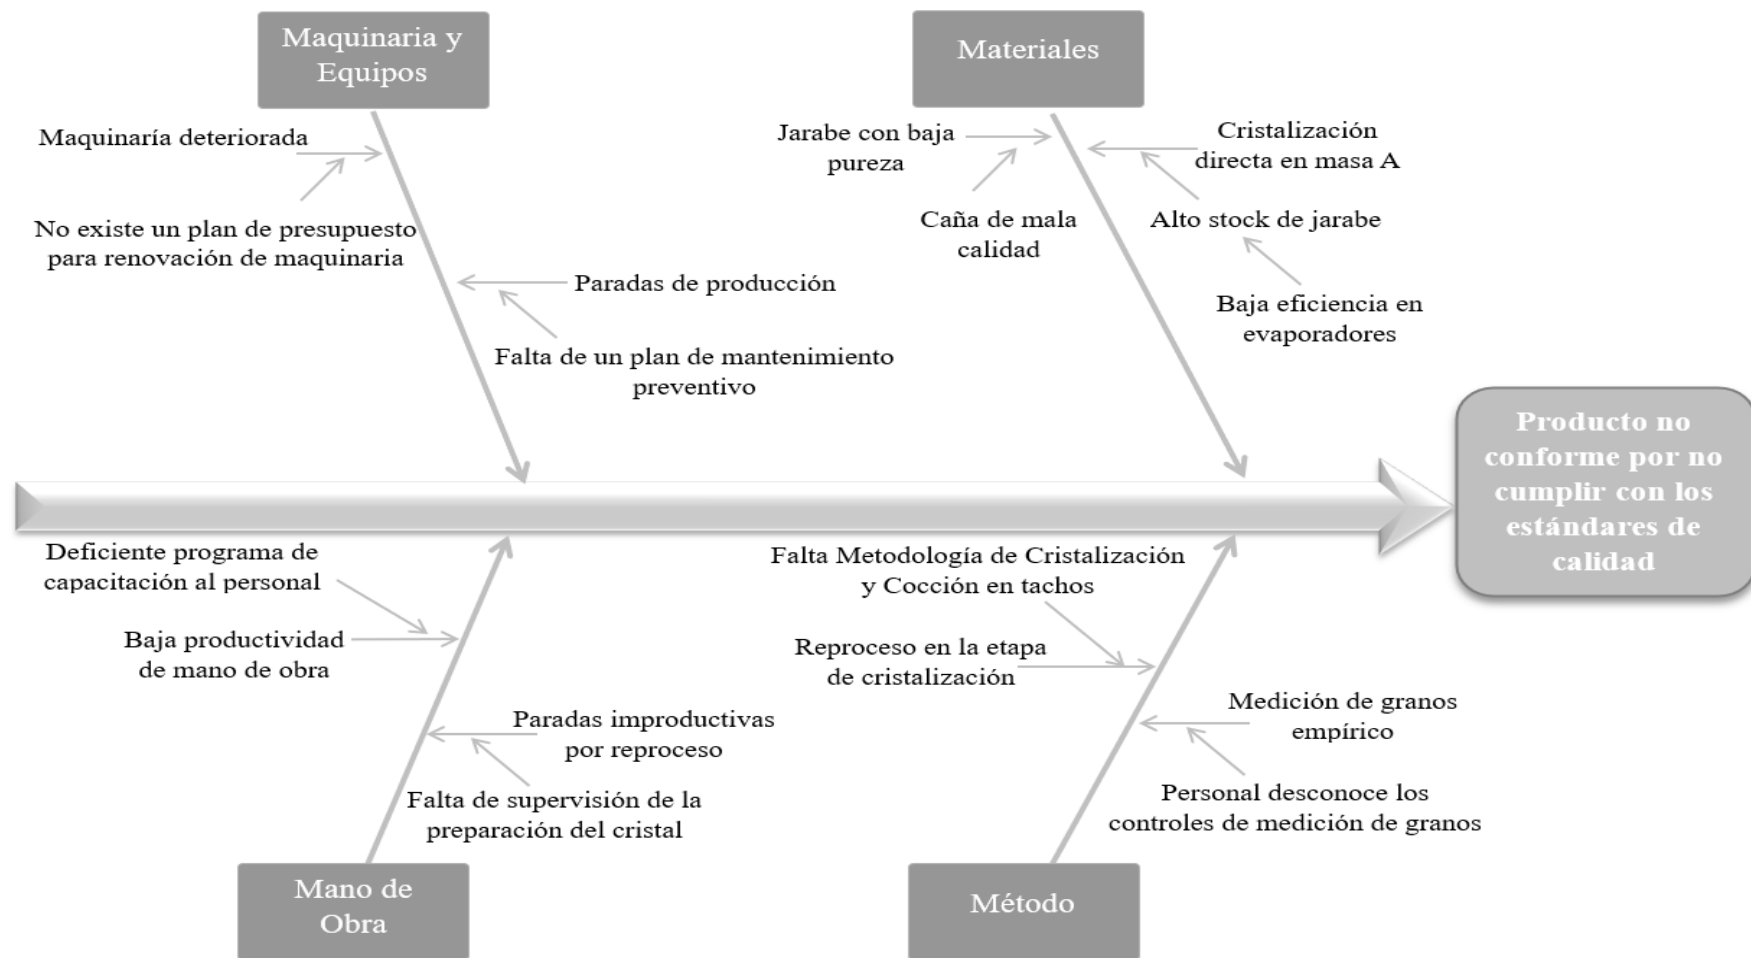 Maquinaria y
Equipos
Materiales
Maquinaría deteriorada
No existe un plan de presupuesto
para renovación de maquinaria
Paradas de producción
Falta de un plan de mantenimiento
preventivo
Jarabe con baja
pureza
Caña de mala
calidad
Cristalización
directa en masa A
Alto stock de jarabe
Baja eficiencia en
evaporadores
Producto no
conforme por no
cumplir con los
estándares de
calidad
Deficiente programa de
capacitación al personal
Baja productividad
de mano de obra
Paradas improductivas
por reproceso
Falta de supervisión de la
preparación del cristal
Falta Metodología de Cristalización
y Cocción en tachos
Reproceso en la etapa
de cristalización
Medición de granos
empírico
Personal desconoce los
controles de medición de granos
Mano de
Obra
Método